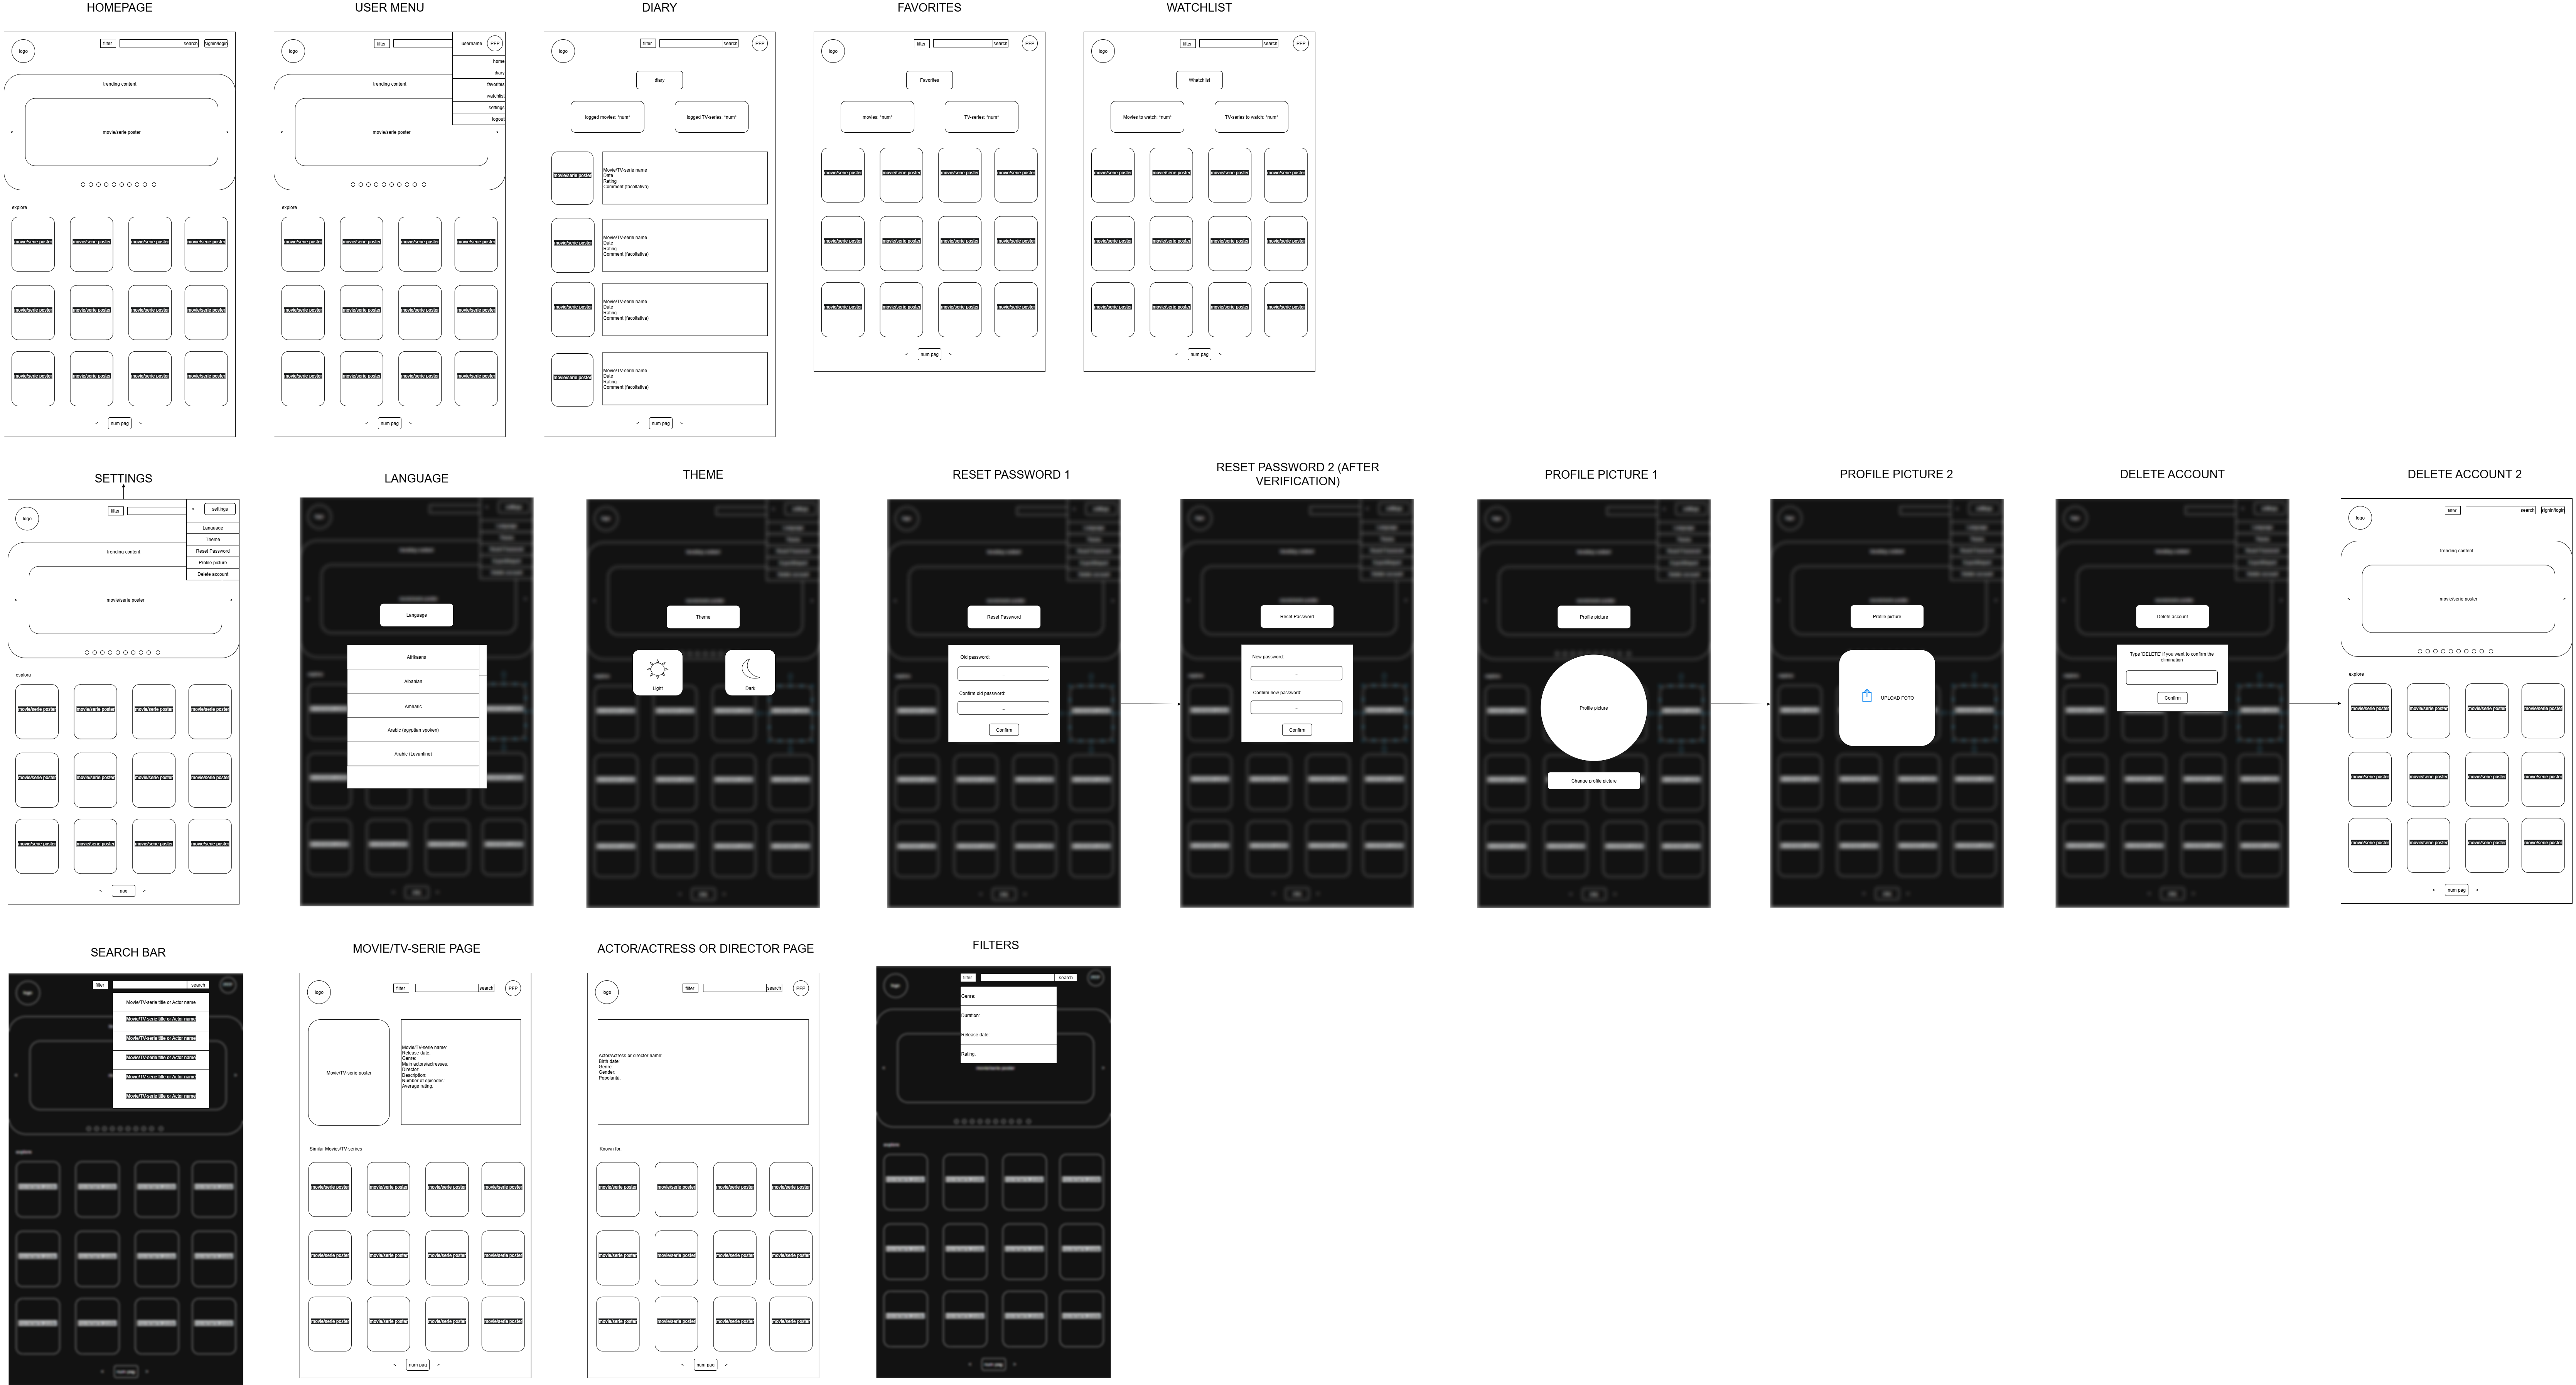 HOMEPAGE
USER MENU
DIARY
FAVORITES
WATCHLIST
logo
filter
search
signin/login
trending content
<
movie/serie poster
>
explore
movie/serie poster
movie/serie poster
movie/serie poster
movie/serie poster
movie/serie poster
movie/serie poster
movie/serie poster
movie/serie poster
movie/serie poster
movie/serie poster
movie/serie poster
movie/serie poster
<
num pag
>
logo
filter
username
PFP
home
diary
favorites
watchlist
settings
logout
trending content
<
movie/serie poster
>
explore
movie/serie poster
movie/serie poster
movie/serie poster
movie/serie poster
movie/serie poster
movie/serie poster
movie/serie poster
movie/serie poster
movie/serie poster
movie/serie poster
movie/serie poster
movie/serie poster
<
num pag
>
logo
filter
search
PFP
diary
logged movies: "num"
logged TV-series: "num"
movie/serie poster
Movie/TV-serie name
Date
Rating
Comment (facoltativa)
movie/serie poster
Movie/TV-serie name
Date
Rating
Comment (facoltativa)
movie/serie poster
Movie/TV-serie name
Date
Rating
Comment (facoltativa)
movie/serie poster
Movie/TV-serie name
Date
Rating
Comment (facoltativa)
<
num pag
>
logo
filter
search
PFP
Favorites
movies: "num"
TV-series: "num"
movie/serie poster
movie/serie poster
movie/serie poster
movie/serie poster
movie/serie poster
movie/serie poster
movie/serie poster
movie/serie poster
movie/serie poster
movie/serie poster
movie/serie poster
movie/serie poster
<
num pag
>
logo
filter
search
PFP
Whatchlist
Movies to watch: "num"
TV-series to watch: "num"
movie/serie poster
movie/serie poster
movie/serie poster
movie/serie poster
movie/serie poster
movie/serie poster
movie/serie poster
movie/serie poster
movie/serie poster
movie/serie poster
movie/serie poster
movie/serie poster
<
num pag
>
SETTINGS
LANGUAGE
THEME
RESET PASSWORD 1
RESET PASSWORD 2 (AFTER
VERIFICATION)
PROFILE PICTURE 1
PROFILE PICTURE 2
DELETE ACCOUNT
DELETE ACCOUNT 2
logo
filter
<
settings
Language
Theme
Reset Password
Profile picture
Delete account
trending content
<
movie/serie poster
>
explora
movie/serie poster
movie/serie poster
movie/serie poster
movie/serie poster
movie/serie poster
movie/serie poster
movie/serie poster
movie/serie poster
movie/serie poster
movie/serie poster
movie/serie poster
movie/serie poster
<
pag
>
Language
Afrikaans
Albanian
Amharic
Arabic (egypitan spoken)
Arabic (Levantine)
...
Theme
Light
Dark
Reset Password
Old password:
...
Confirm old password:
...
Confirm
Reset Password
New password:
...
Confirm new password:
...
Confirm
Profile picture
Profile picture
Change profile picture
Profile picture
UPLOAD FOTO
Delete account
Type 'DELETE' if you want to confirm the
elimination
...
Confirm
logo
filter
search
signin/login
trending content
<
movie/serie poster
>
explore
movie/serie poster
movie/serie poster
movie/serie poster
movie/serie poster
movie/serie poster
movie/serie poster
movie/serie poster
movie/serie poster
movie/serie poster
movie/serie poster
movie/serie poster
movie/serie poster
<
num pag
>
SEARCH BAR
MOVIE/TV-SERIE PAGE
ACTOR/ACTRESS OR DIRECTOR PAGE
FILTERS
filter
search
Movie/TV-serie title or Actor name
Movie/TV-serie title or Actor name
Movie/TV-serie title or Actor name
Movie/TV-serie title or Actor name
Movie/TV-serie title or Actor name
Movie/TV-serie title or Actor name
logo
filter
search
PFP
Movie/TV-serie poster
Movie/TV-serie name:
Release date:
Genre:
Main actors/actresses:
Director
Description:
Number of episodes:
Average rating:
Similar Movies/TV-serires
movie/serie poster
movie/serie poster
movie/serie poster
movie/serie poster
movie/serie poster
movie/serie poster
movie/serie poster
movie/serie poster
movie/serie poster
movie/serie poster
movie/serie poster
movie/serie poster
<
num pag
>
logo
filter
search
PFP
Actor/Actress or director name:
Birth date:
Genre:
Gender:
Popolarità:
Known for:
movie/serie poster
movie/serie poster
movie/serie poster
movie/serie poster
movie/serie poster
movie/serie poster
movie/serie poster
movie/serie poster
movie/serie poster
movie/serie poster
movie/serie poster
movie/serie poster
<
num pag
>
filter
search
Genre:
Duration:
Release date:
Rating: